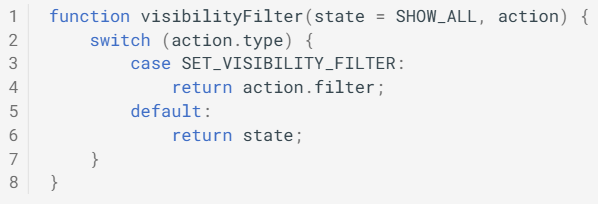 1 function visibilityFilter(state = SHOW_ALL, action) {
2     switch (action.type) {
3         case SET_VISIBILITY_FILTER:
4             return action.filter;
5         default:
6             return state;
7     }
8 }